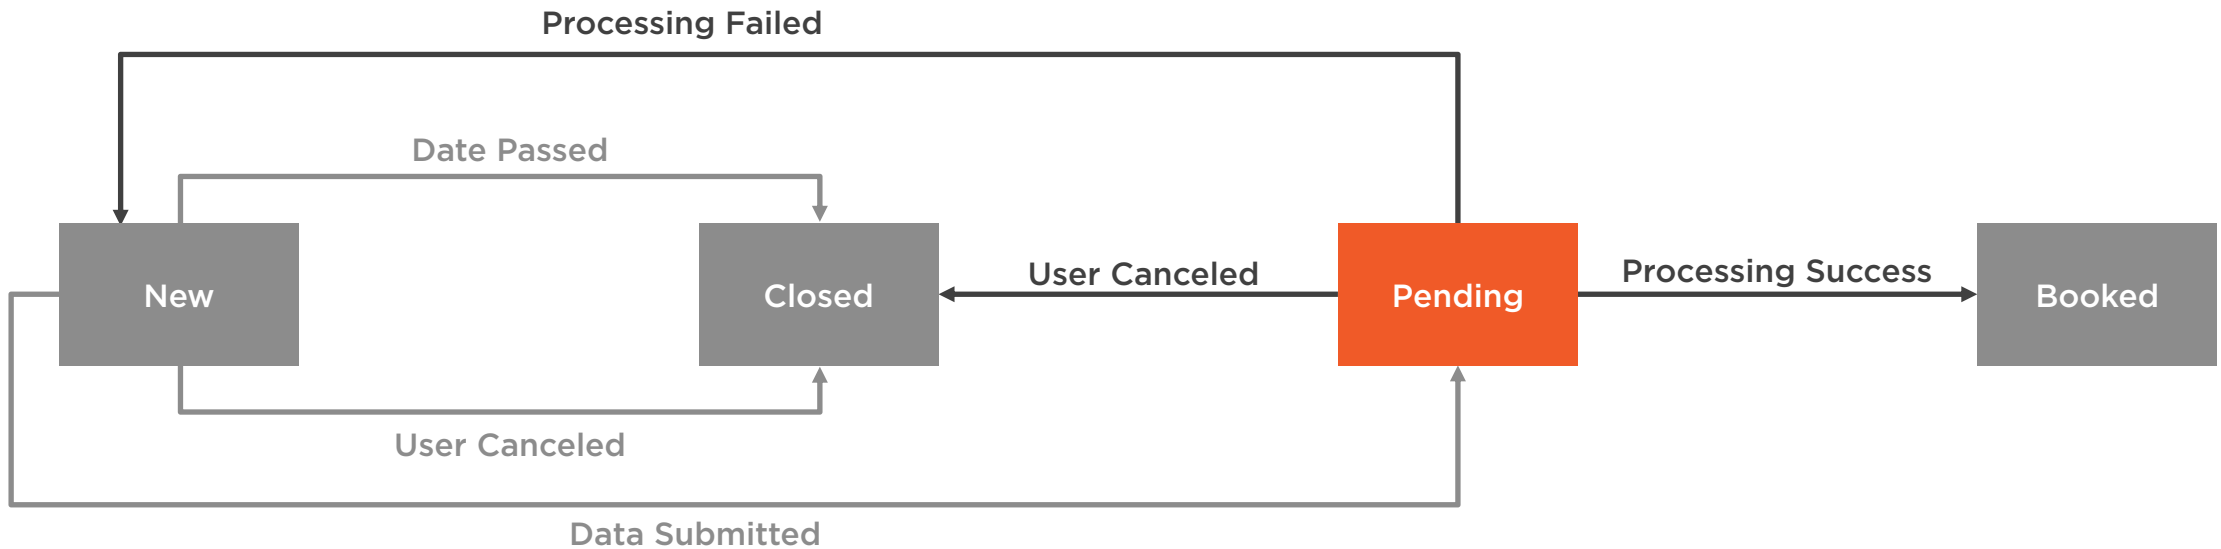 Processing Failed
Date Passed
New
Closed
User Canceled
Pending
Processing Success
Booked
User Canceled
Data Submitted